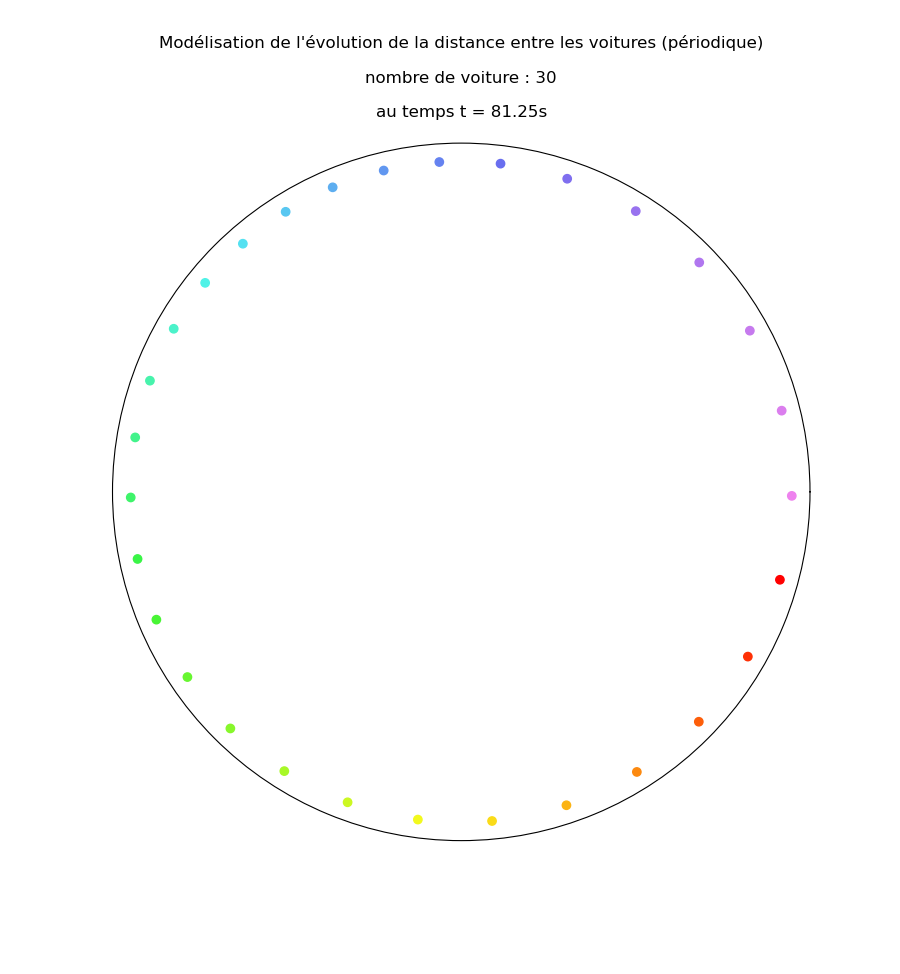 Modélisation de l'évolution de la distance entre les voitures (périodique)
nombre de voiture : 30
au temps t = 81.25s